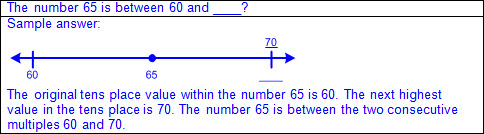 The number 65 is between 60 and ____?
Sample answer:
70
60 65 ____
The original tens place value within the number 65 is 60. The next highest
value in the tens place is 70. The number 65 is between the two consecutive
multiples 60 and 70.